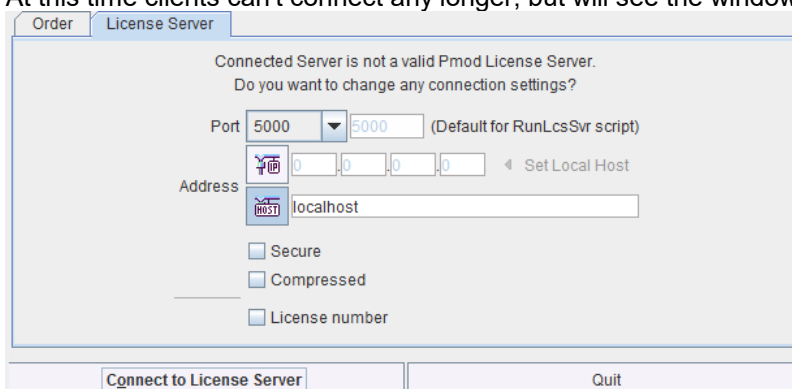 At this time clients can't connect any longer, but will see the window
Order License Server
Connected Server is not a valid Pmod License Server.
Do you want to change any connection settings?
Port 5000 5000 (Default for RunLcsSvr script)
IP 0 .0 .0 .0 Set Local Host
Address
HOST localhost
Secure
Compressed
License number
Connect to License Server Quit